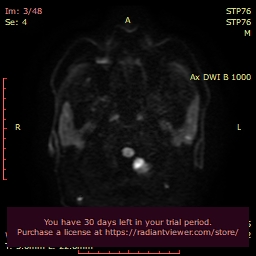 Im: 3/48
Se: 4
A
STP76
STP76
M
Ax DWI B 1000
R
L
You have 30 days left in your trial period.
Purchase a license at https://radiantviewer.com/store/